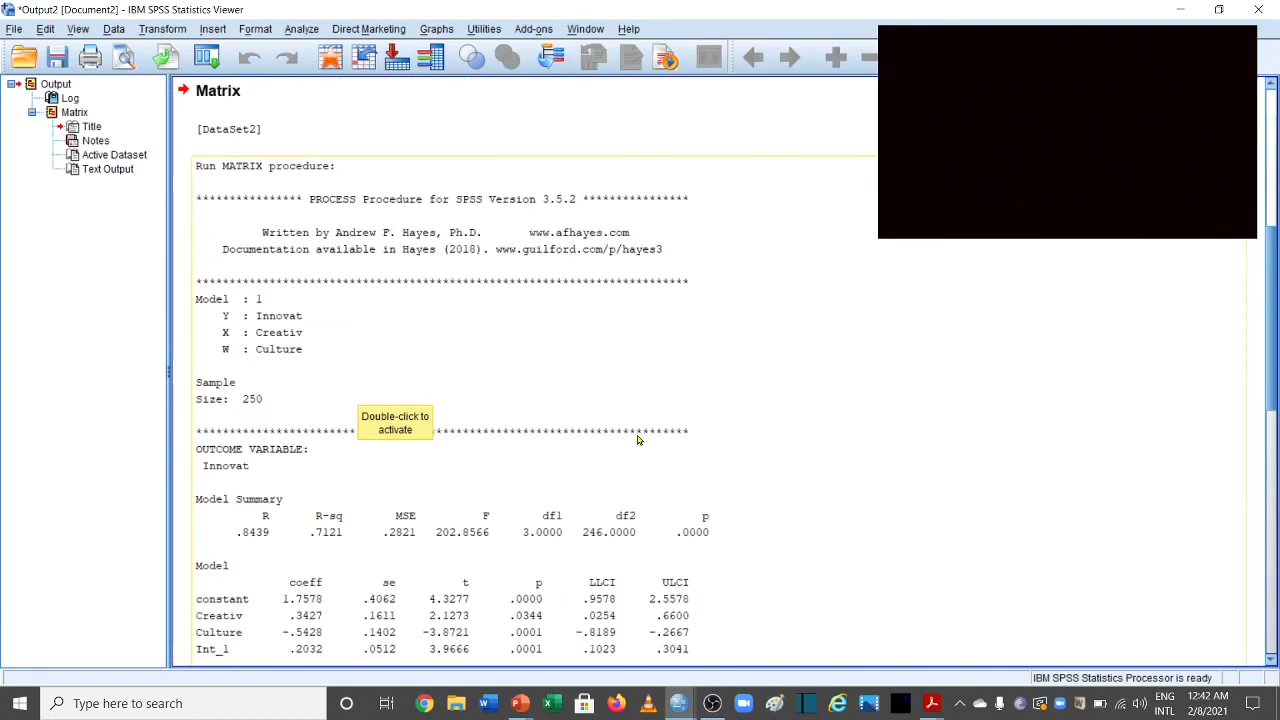 *Output2 [Document2] - IBM SPSS Statistics Viewer
File Edit View Data Transform Insert Format Analyze Direct Marketing Graphs Utilities Add-ons Window Help
Output
Log
Matrix
Title
Notes
Active Dataset
Text Output
Matrix
[DataSet2]
Run MATRIX procedure:
**************** PROCESS Procedure for SPSS Version 3.5.2 ****************
Written by Andrew F. Hayes, Ph.D. www.afhayes.com
Documentation available in Hayes (2018). www.guilford.com/p/hayes3
**************************************************************************
Model : 1
Y : Innovat
X : Creativ
W : Culture
Sample
Size: 250
Double-click to
activate
**************************************************************************
OUTCOME VARIABLE:
Innovat
Model Summary
R R-sq MSE F df1 df2 p
.8439 .7121 .2821 202.8566 3.0000 246.0000 .0000
Model
coeff se t p LLCI ULCI
constant 1.7578 .4062 4.3277 .0000 .9578 2.5578
Creativ .3427 .1611 2.1273 .0344 .0254 .6600
Culture -.5428 .1402 -3.8721 .0001 -.8189 -.2667
Int_1 .2032 .0512 3.9666 .0001 .1023 .3041
IBM SPSS Statistics Processor is ready
Type here to search
ENG
INTL
12:42 AM
2/8/2021